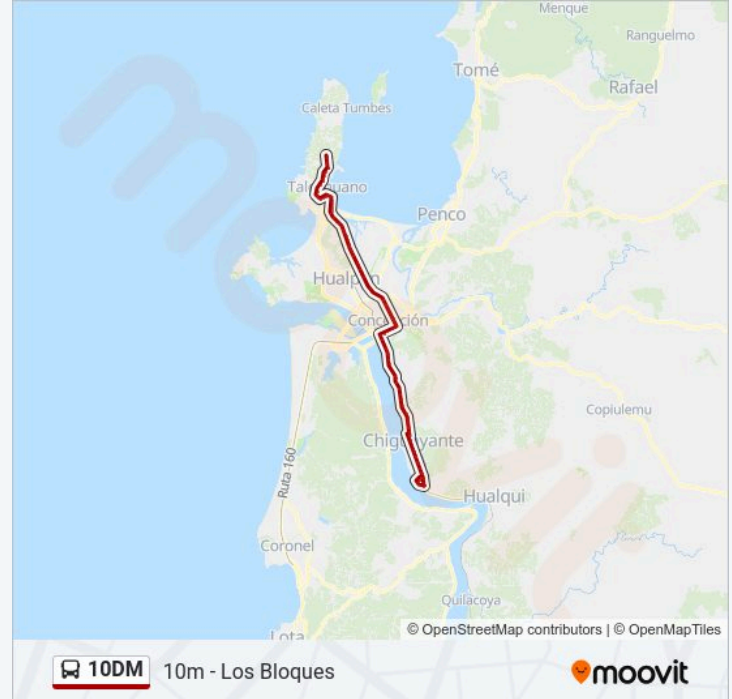 Menque
Ranguelmo
Tomé
Rafael
Caleta Tumbes
Talcahuano
Penco
Hualpén
Concepción
Copiulemu
Chiguayante
Ruta 160
Hualqui
Coronel
Quilacoya
Lota
© OpenStreetMap contributors | © OpenMapTiles
10DM 10m - Los Bloques
moovit